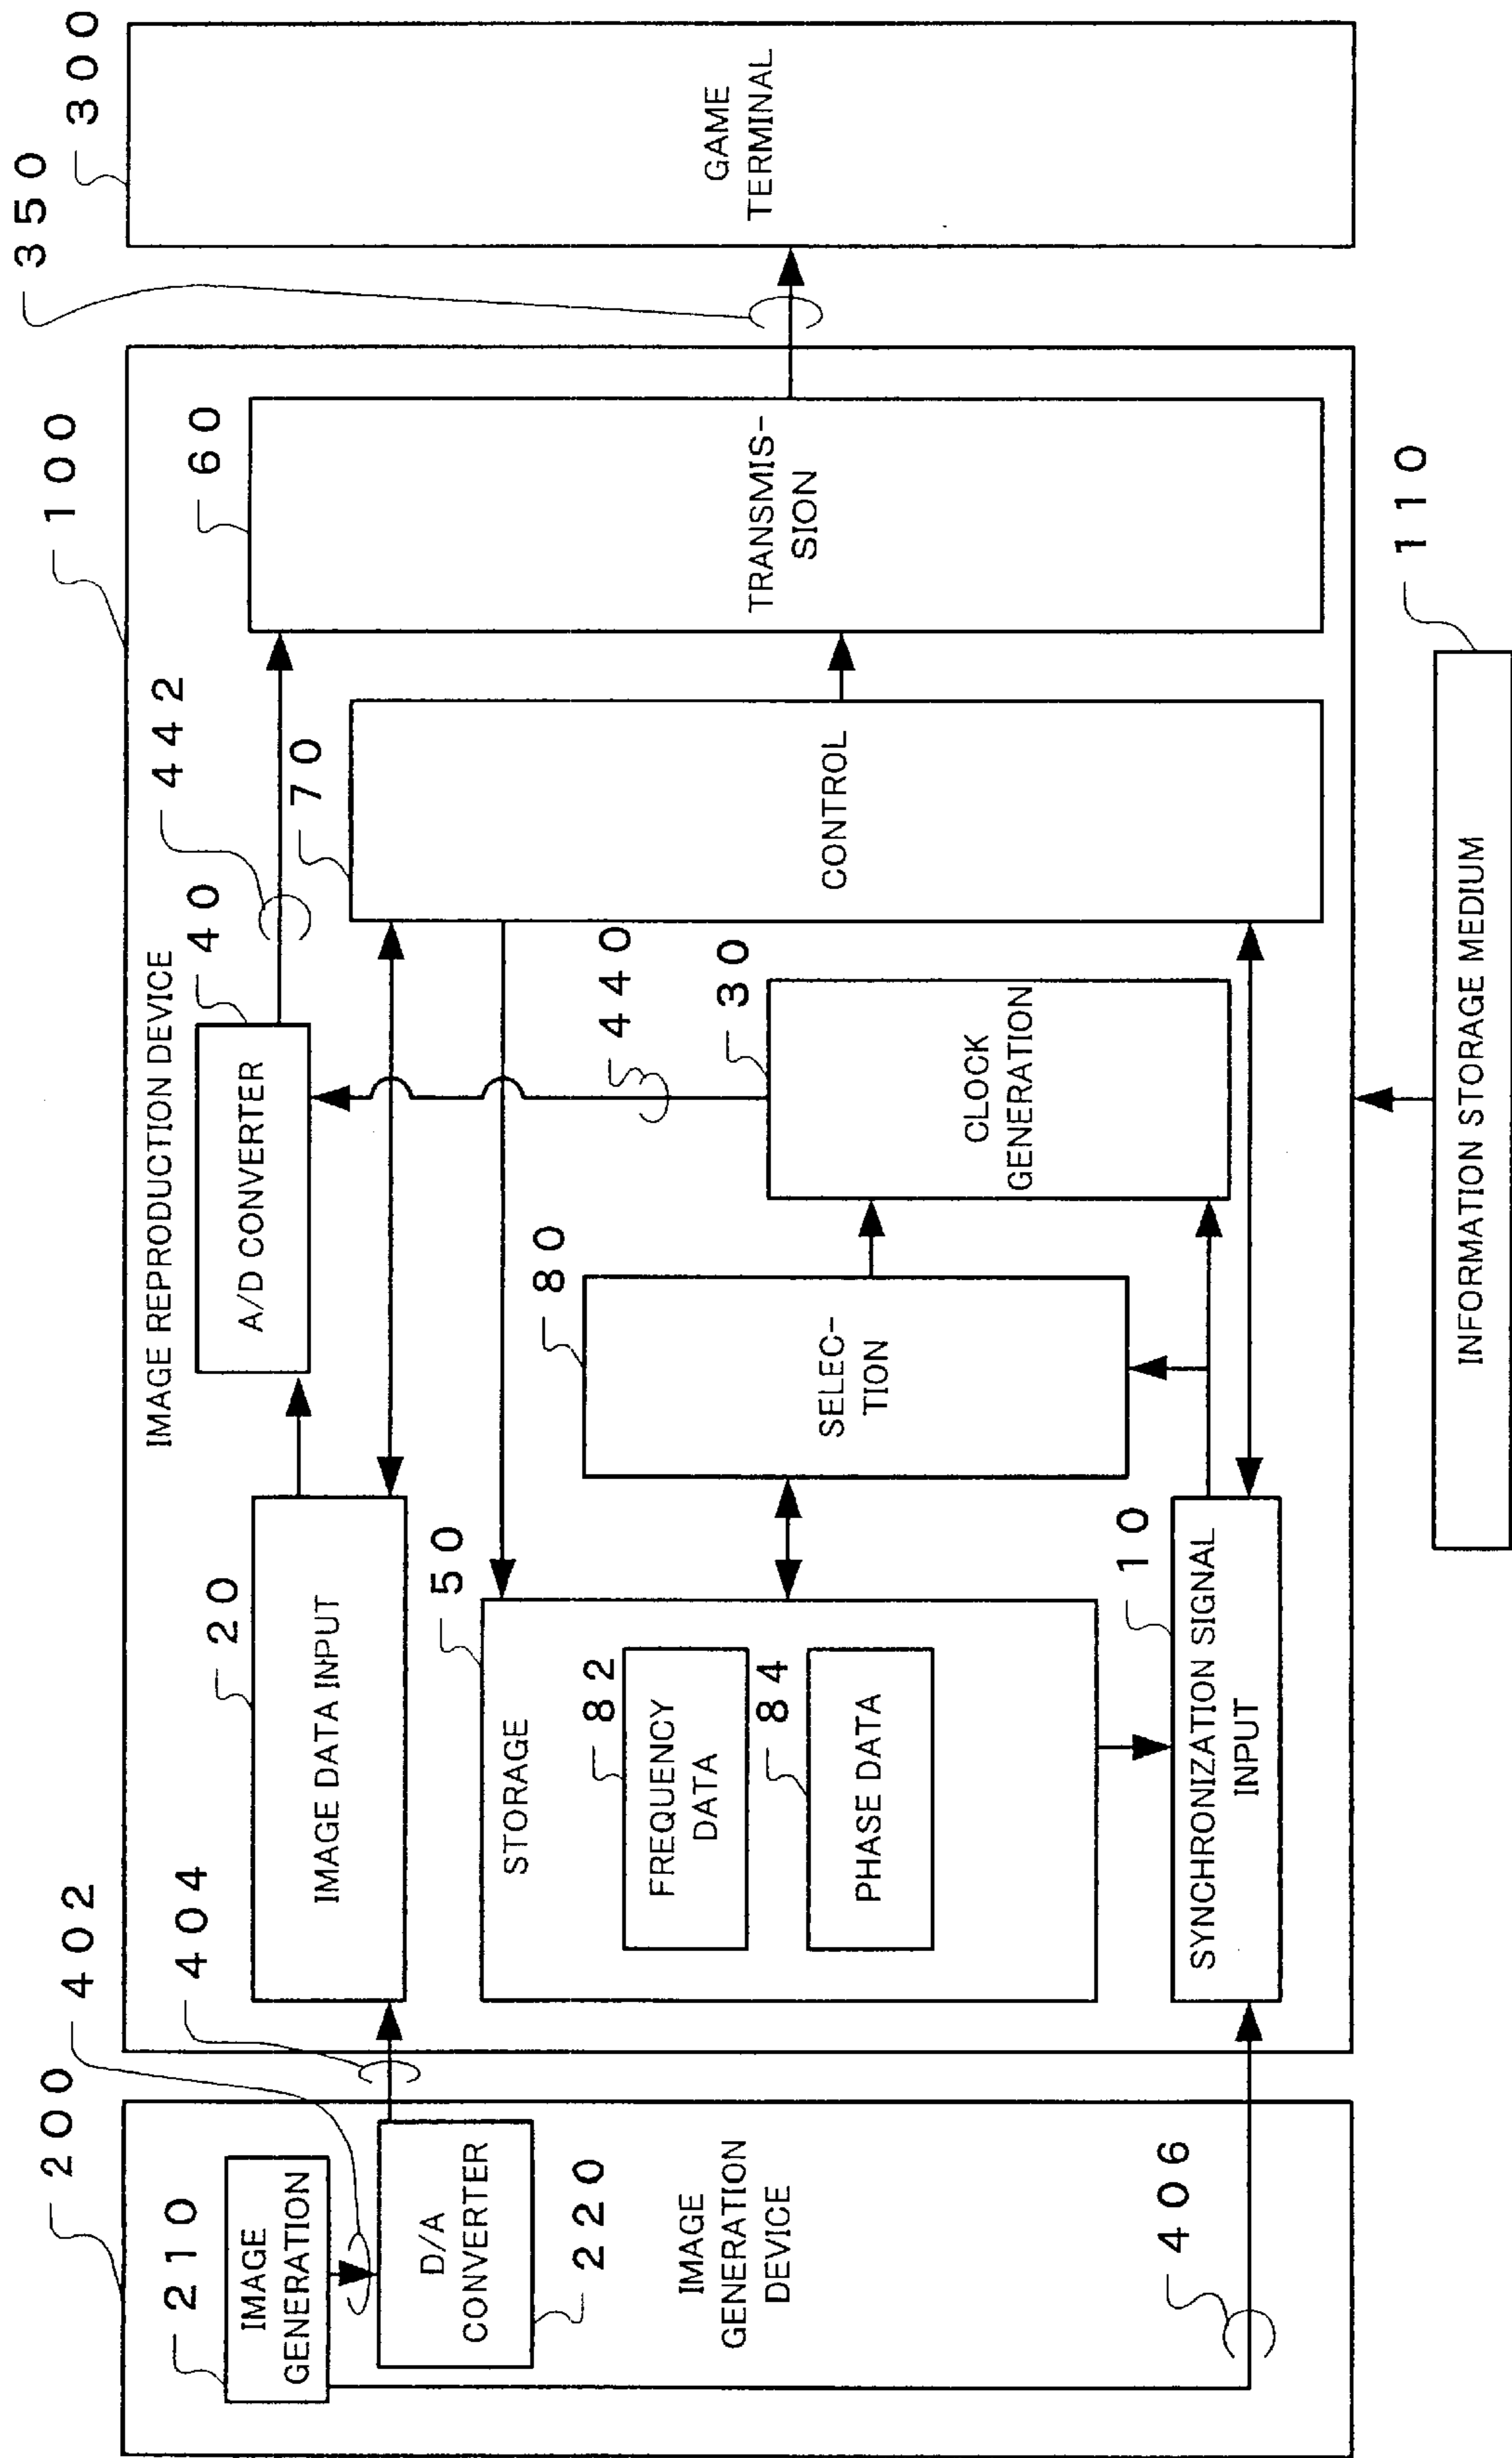 200
210
IMAGE
GENERATION
402
D/A
CONVERTER
220
IMAGE
GENERATION
DEVICE
406
404
100
IMAGE REPRODUCTION DEVICE
20
IMAGE DATA INPUT
40
A/D CONVERTER
442
50
STORAGE
82
FREQUENCY
DATA
84
PHASE DATA
10
SYNCHRONIZATION SIGNAL
INPUT
80
SELEC-
TION
440
30
CLOCK
GENERATION
70
CONTROL
60
TRANSMIS-
SION
350
300
GAME
TERMINAL
110
INFORMATION STORAGE MEDIUM